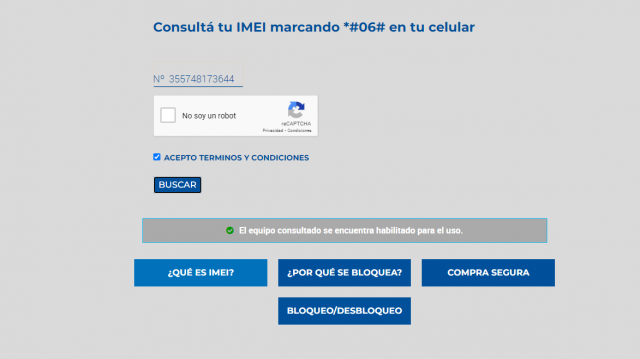 Consultá tu IMEI marcando *#06# en tu celular
Nº 355748173644
No soy un robot
reCAPTCHA
Privacidad - Condiciones
ACEPTO TERMINOS Y CONDICIONES
BUSCAR
El equipo consultado se encuentra habilitado para el uso.
¿QUÉ ES IMEI? ¿POR QUÉ SE BLOQUEA? COMPRA SEGURA
BLOQUEO/DESBLOQUEO